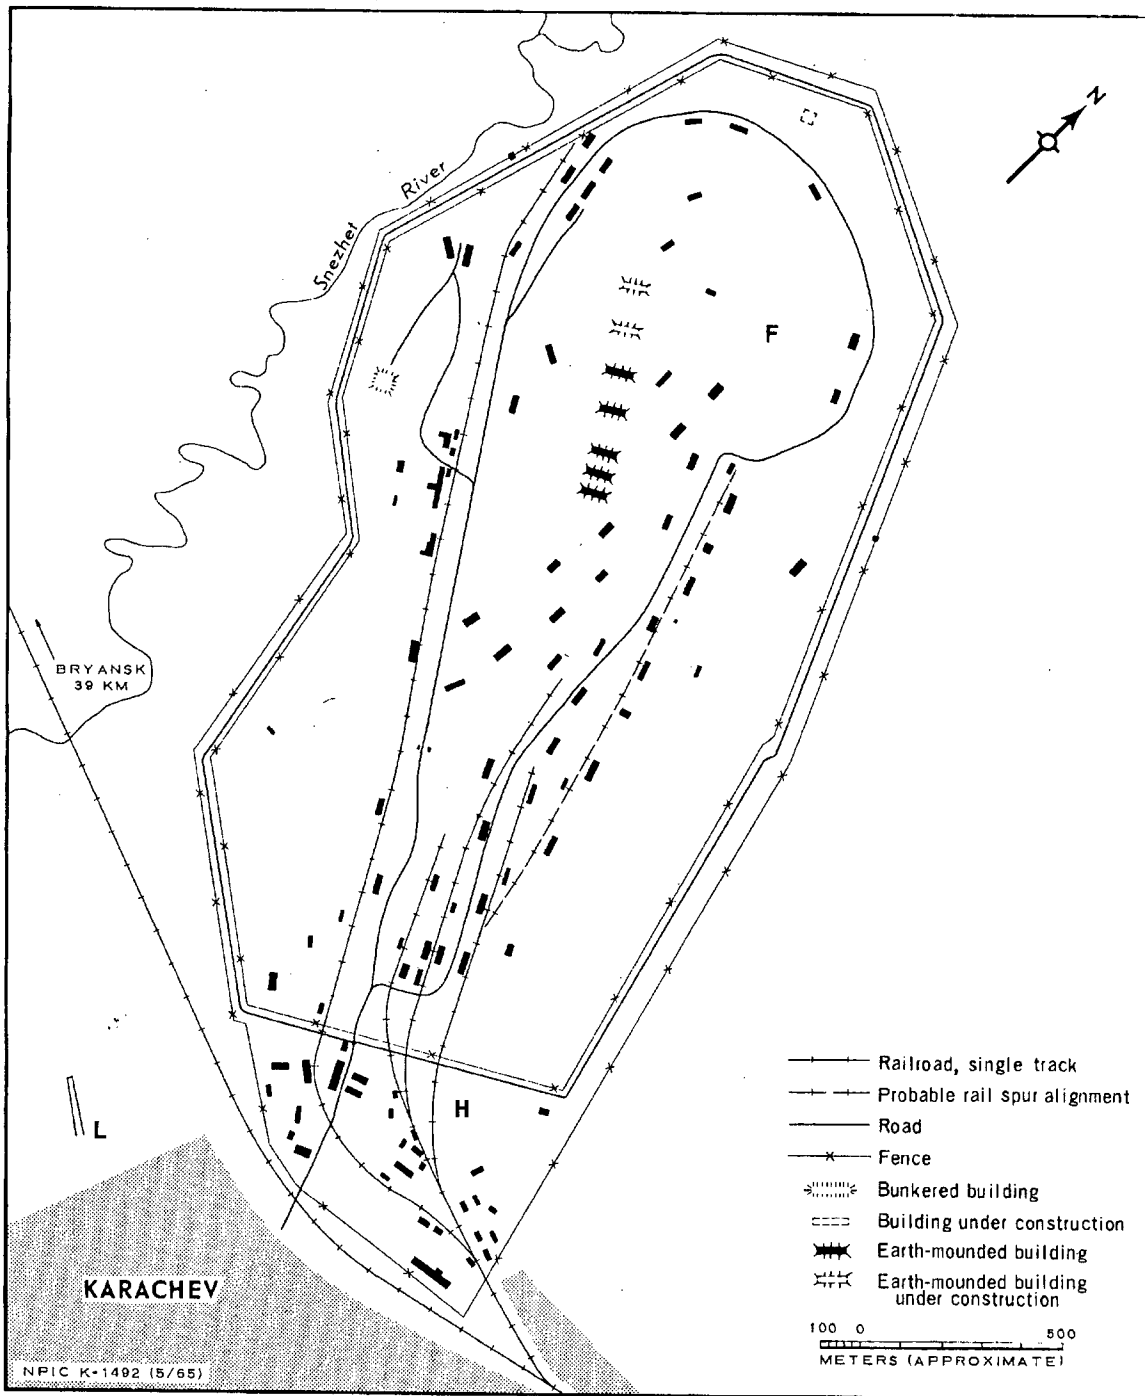 N
Snezhet River
F
BRYANSK
39 KM
L
H
KARACHEV
Railroad, single track
Probable rail spur alignment
Road
Fence
Bunkered building
Building under construction
Earth-mounded building
Earth-mounded building
under construction
100 0 500
METERS (APPROXIMATE)
NPIC K-1492 (5/65)